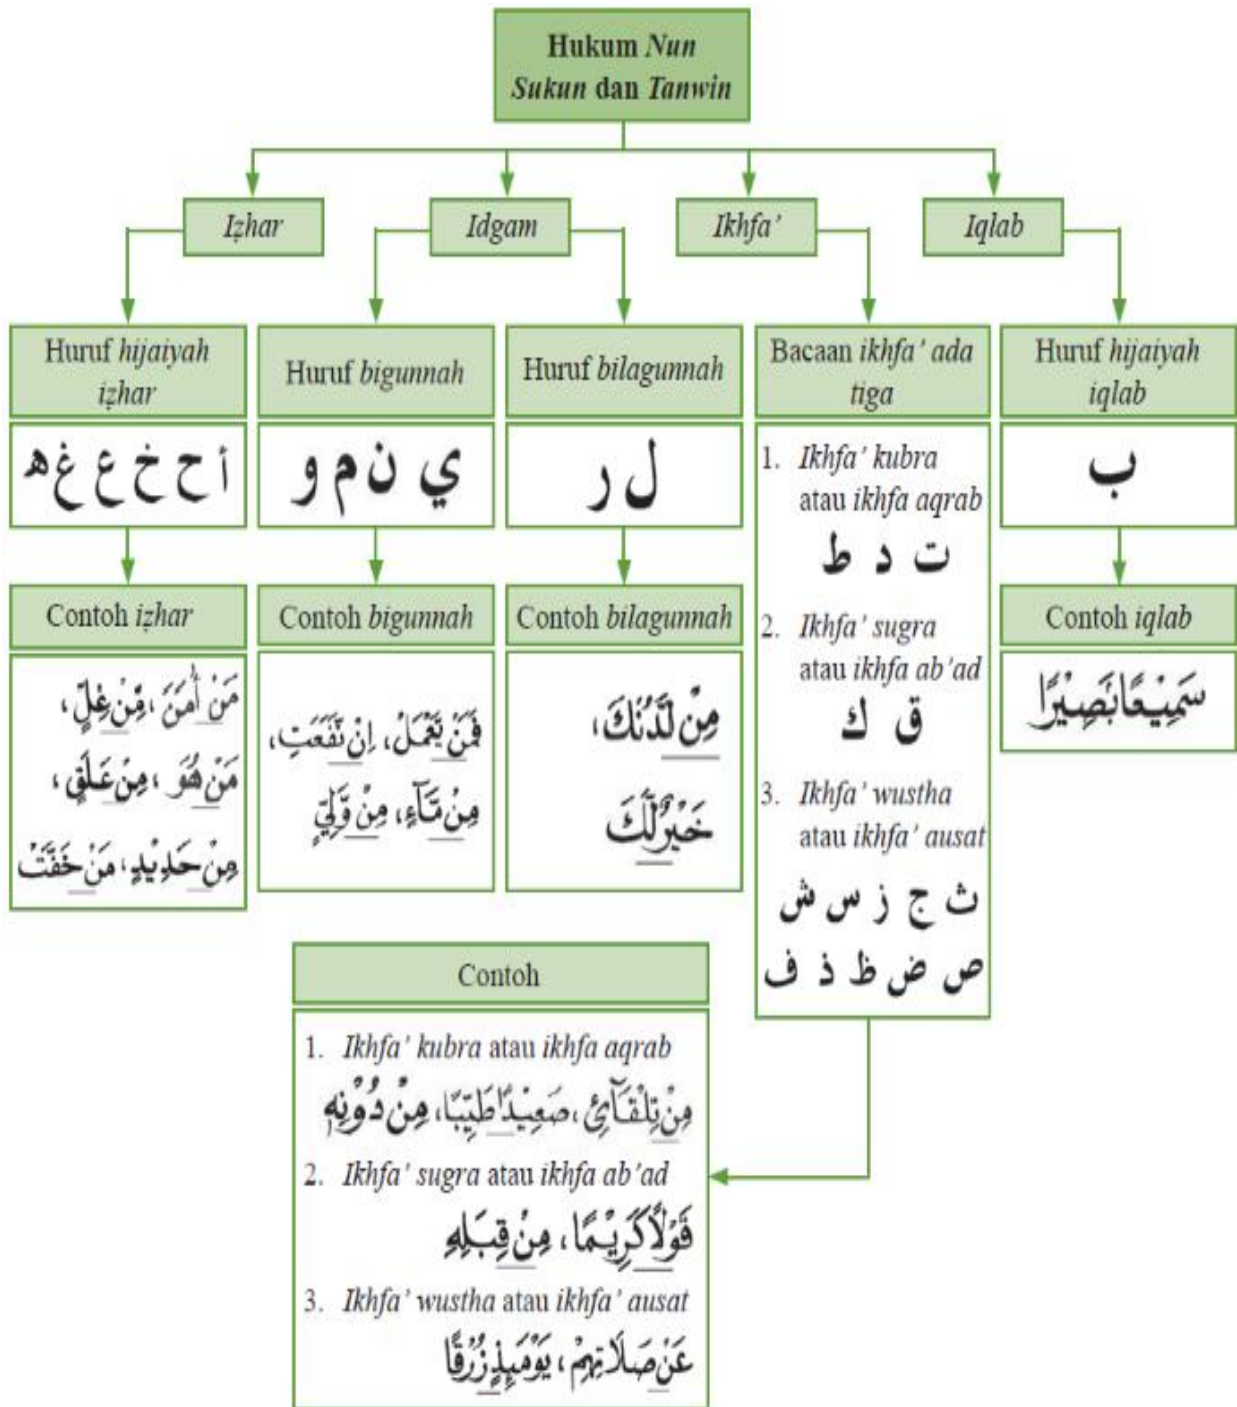 Hukum Nun
Sukun dan Tanwin
Iẓhar
Idgam
Ikhfa’
Iqlab
Huruf hijaiyah
iẓhar
أ ح خ ع غ ه
Contoh iẓhar
مَنْ أٰمَنَ، مِّنْ غِلٍّ،
مَنْ هُوَ، مِنْ عَلَقٍ،
مِنْ حَدِيْدٍ، مَنْ خَفَّتْ
Huruf bigunnah
ي ن م و
Contoh bigunnah
فَمَنْ يَّعْمَلْ، اِنْ نَّفَعَتِ،
مِنْ مَّآءٍ، مِنْ وَّلِيٍّ
Huruf bilagunnah
ل ر
Contoh bilagunnah
مِنْ لَّدُنْكَ،
خَيْرٌ لَّكَ
Bacaan ikhfa’ ada
tiga
1. Ikhfa’ kubra
atau ikhfa aqrab
ت د ط
2. Ikhfa’ sugra
atau ikhfa ab’ad
ق ك
3. Ikhfa’ wustha
atau ikhfa’ ausat
ث ج ز س ش
ص ض ظ ذ ف
Huruf hijaiyah
iqlab
ب
Contoh iqlab
سَمِيْعًا بَصِيْرًا
Contoh
1. Ikhfa’ kubra atau ikhfa aqrab
مِنْ تِلْقَآئِ، صَعِيْدًا طَيِّبًا، مِنْ دُوْنِهٖ
2. Ikhfa’ sugra atau ikhfa ab’ad
قَوْلًا كَرِيْمًا، مِنْ قِبَلِهِ
3. Ikhfa’ wustha atau ikhfa’ ausat
عَنْ صَلَاتِهِمْ، يَوْمَئِذٍ زُرْقًا